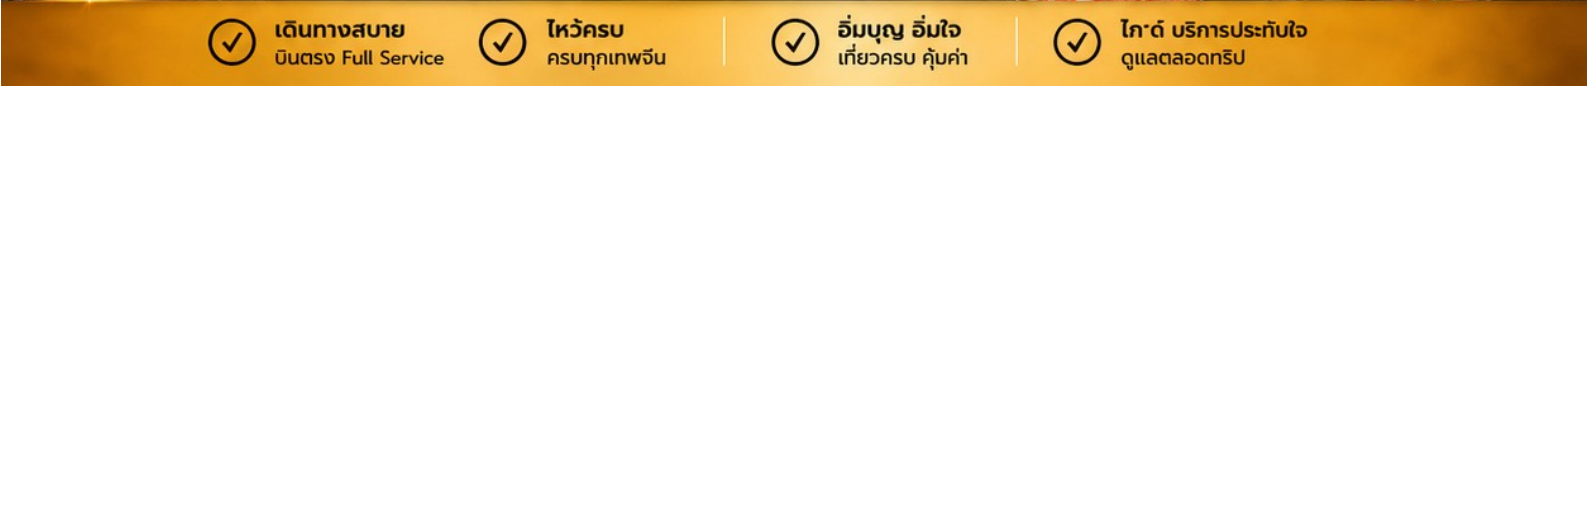 เดินทางสบาย
บินตรง Full Service
ไหว้ครบ
ครบทุกเทพจีน
อิ่มบุญ อิ่มใจ
เที่ยวครบ คุ้มค่า
ไกด์ บริการประทับใจ
ดูแลตลอดทริป